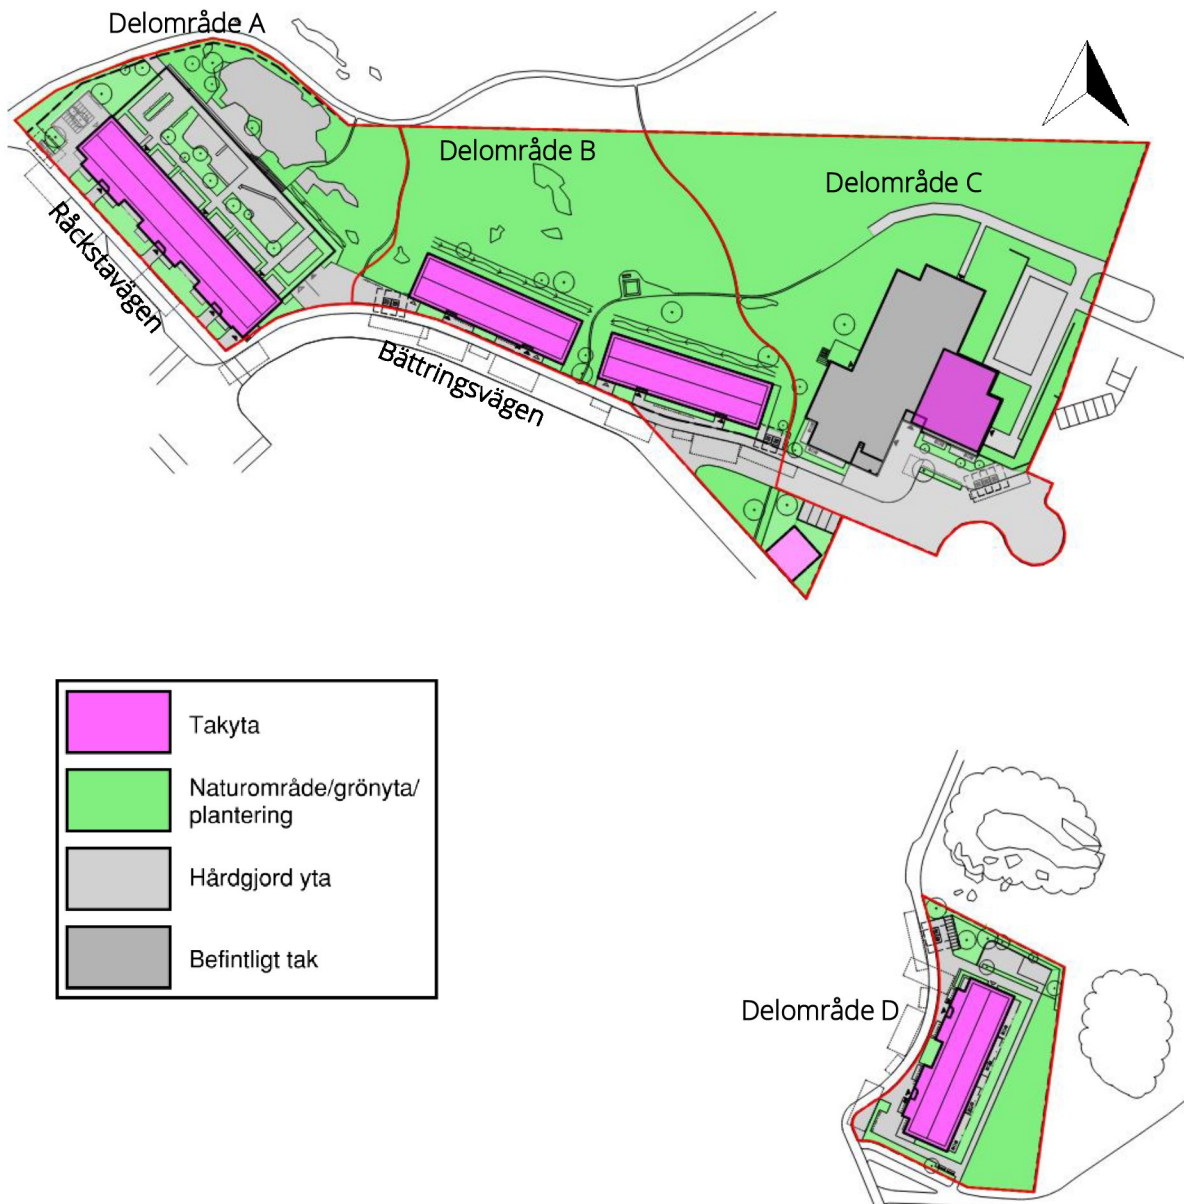 Delområde A
Delområde B
Delområde C
Råckstavägen
Bättringsvägen
Takyta
Naturområde/grönyta/
plantering
Hårdgjord yta
Befintligt tak
Delområde D